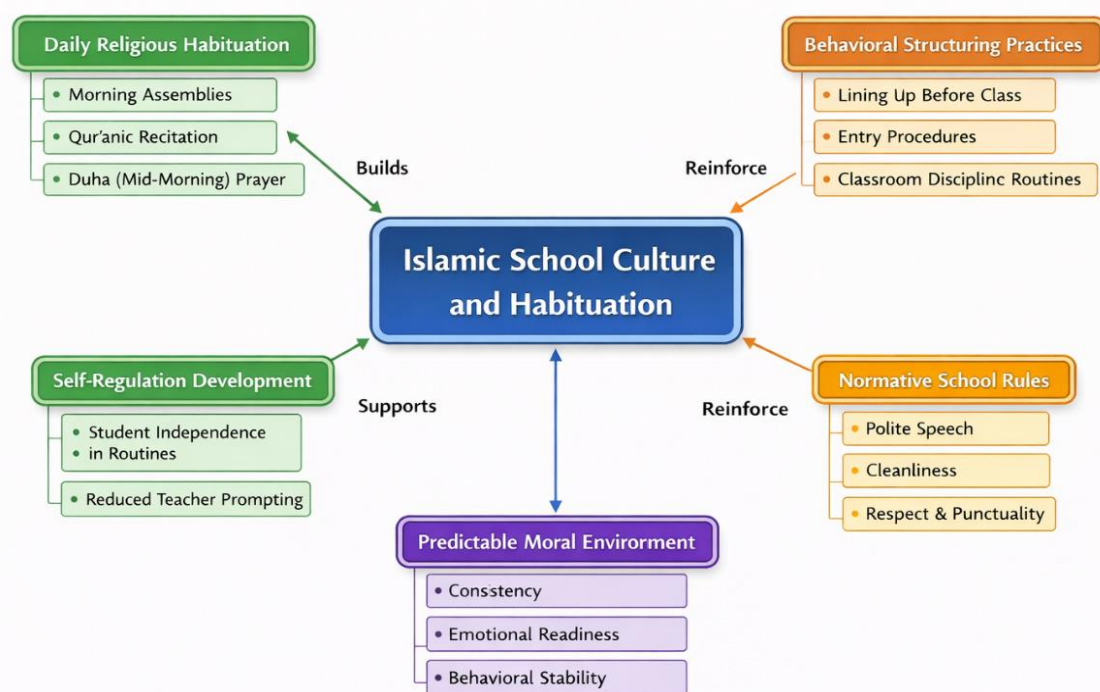 Daily Religious Habituation
• Morning Assemblies
• Qur'anic Recitation
• Duha (Mid-Morning) Prayer
Builds
Behavioral Structuring Practices
• Lining Up Before Class
• Entry Procedures
• Classroom Disciplinc Routines
Reinforce
Islamic School Culture
and Habituation
Self-Regulation Development
• Student Independence
• in Routines
• Reduced Teacher Prompting
Supports
Normative School Rules
• Polite Speech
• Cleanliness
• Respect & Punctuality
Reinforce
Predictable Moral Envirorment
• Consistency
• Emotional Readiness
• Behavioral Stability